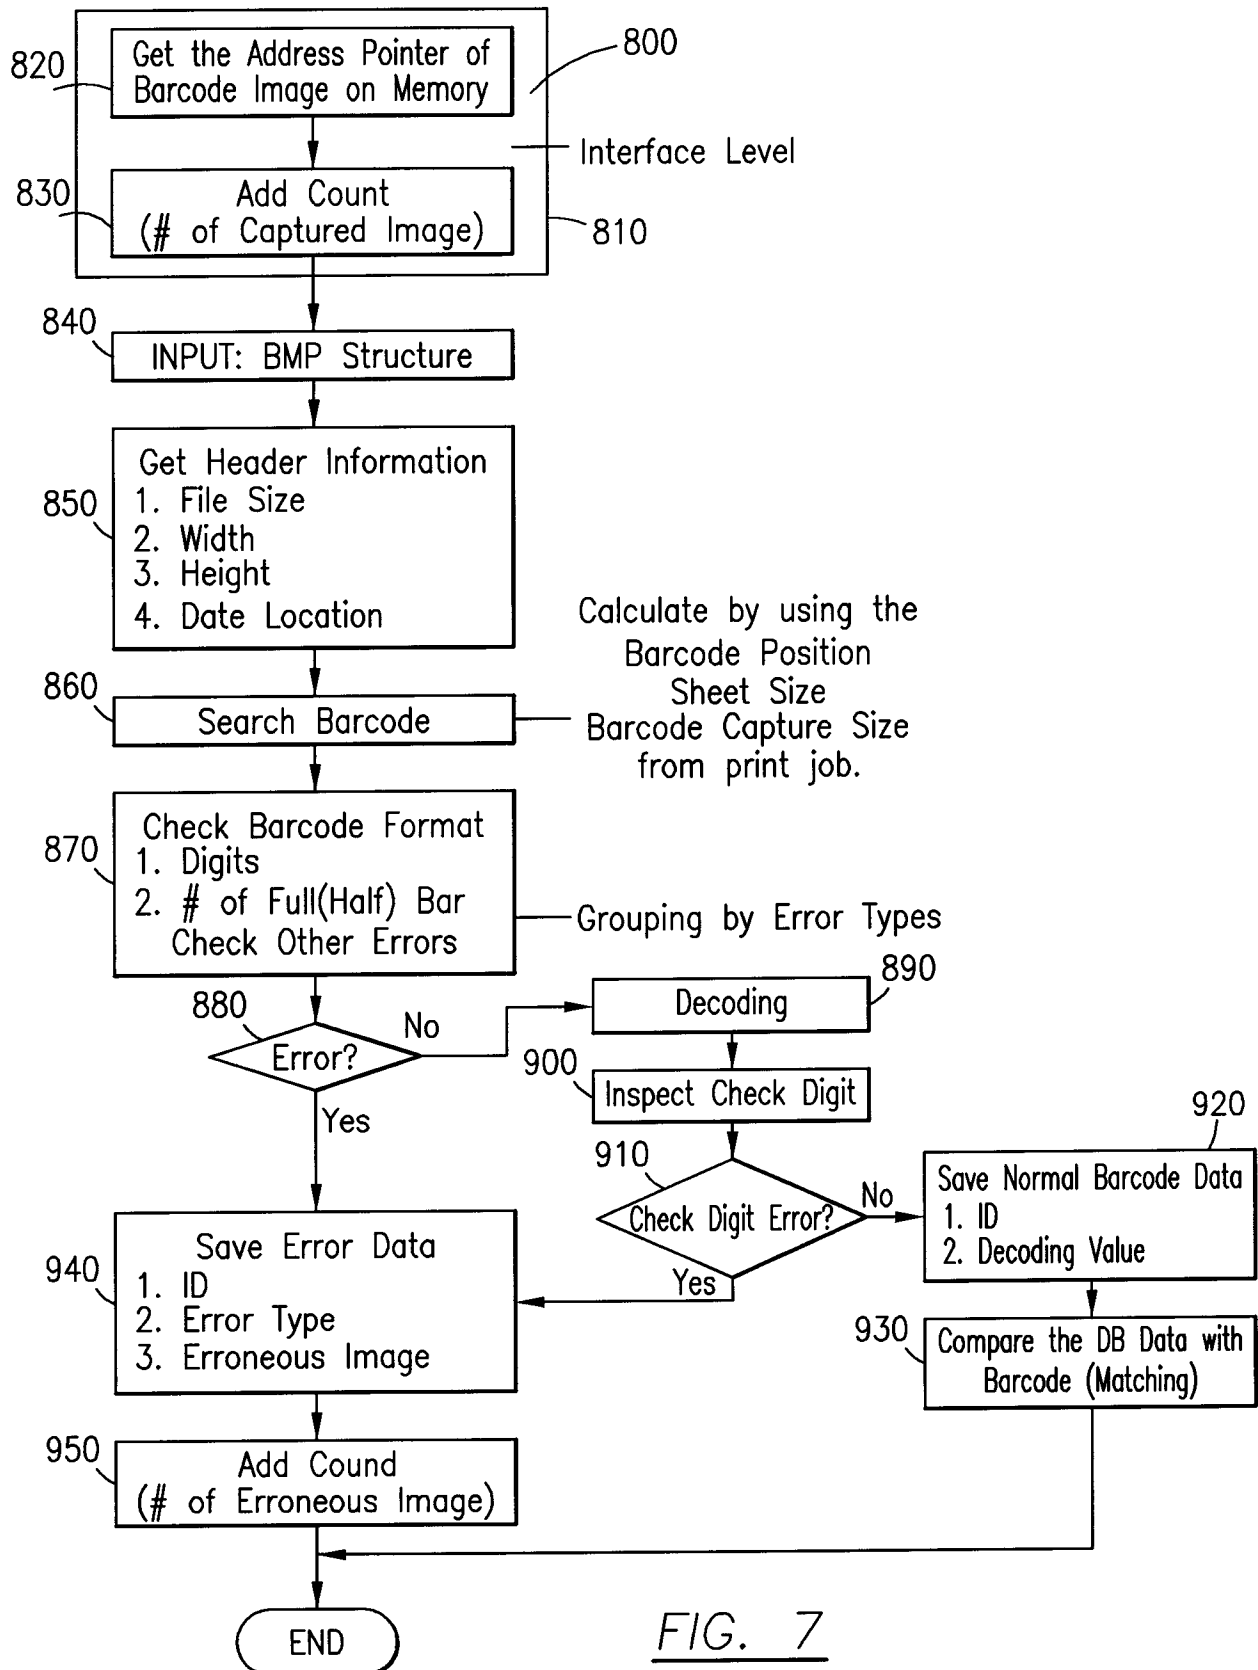 820
Get the Address Pointer of
Barcode Image on Memory
800
Interface Level
830
Add Count
(# of Captured Image)
810
840
INPUT: BMP Structure
850
Get Header Information
1. File Size
2. Width
3. Height
4. Date Location
Calculate by using the
Barcode Position
Sheet Size
Barcode Capture Size
from print job.
860
Search Barcode
870
Check Barcode Format
1. Digits
2. # of Full(Half) Bar
Check Other Errors
Grouping by Error Types
880
Error?
No
Yes
890
Decoding
900
Inspect Check Digit
910
Check Digit Error?
No
Yes
920
Save Normal Barcode Data
1. ID
2. Decoding Value
930
Compare the DB Data with
Barcode (Matching)
940
Save Error Data
1. ID
2. Error Type
3. Erroneous Image
950
Add Cound
(# of Erroneous Image)
END
FIG. 7